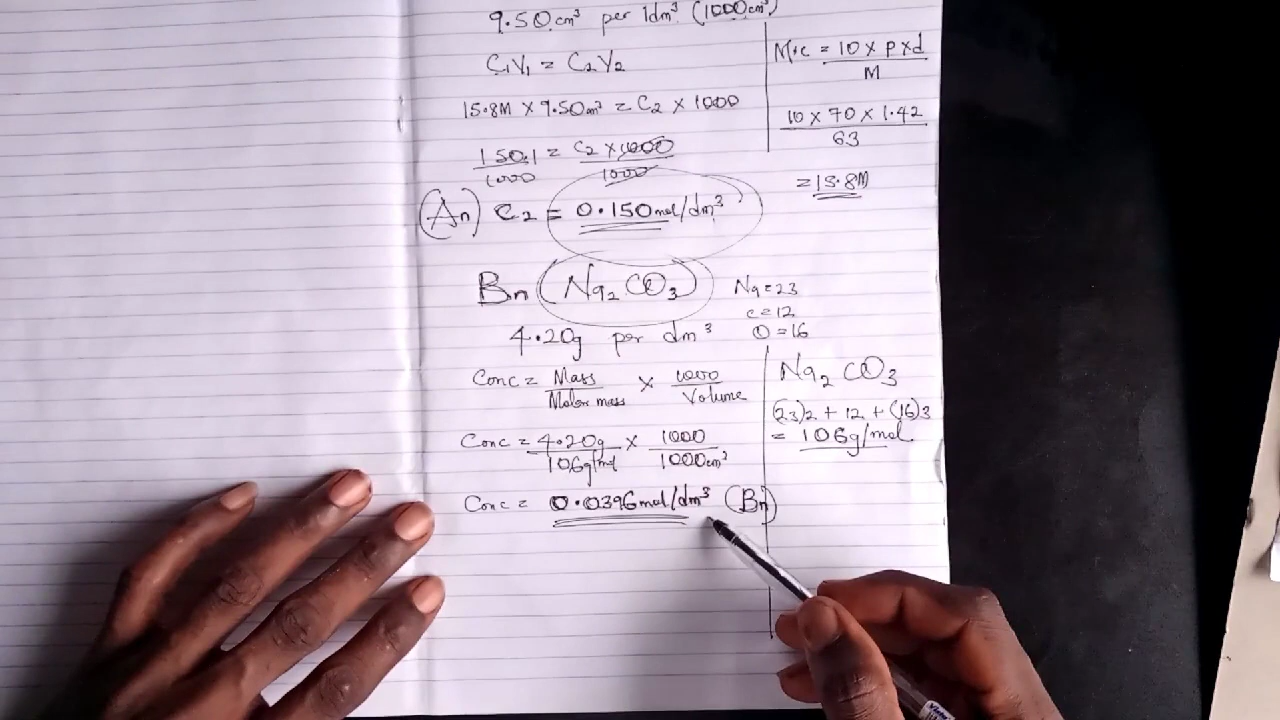 9.50cm³ per 1dm³ (1000cm³)
C₁V₁ = C₂V₂
15.8M × 9.50cm³ = C₂ × 1000
150.1 = C₂ × 1000
1000 1000
(An) C₂ = 0.150mol/dm³
M·c = 10 × P × d
M
10 × 70 × 1.42
63
= 15.8M
Bn (Na₂CO₃)
4.20g per dm³
Na=23
c=12
O=16
Conc = Mass × 1000
Molar mass Volume
Conc = 4.20g × 1000
106g/mol 1000cm³
Conc = 0.0396mol/dm³ (Bn)
Na₂CO₃
(23)2 + 12 + (16)3
= 106g/mol